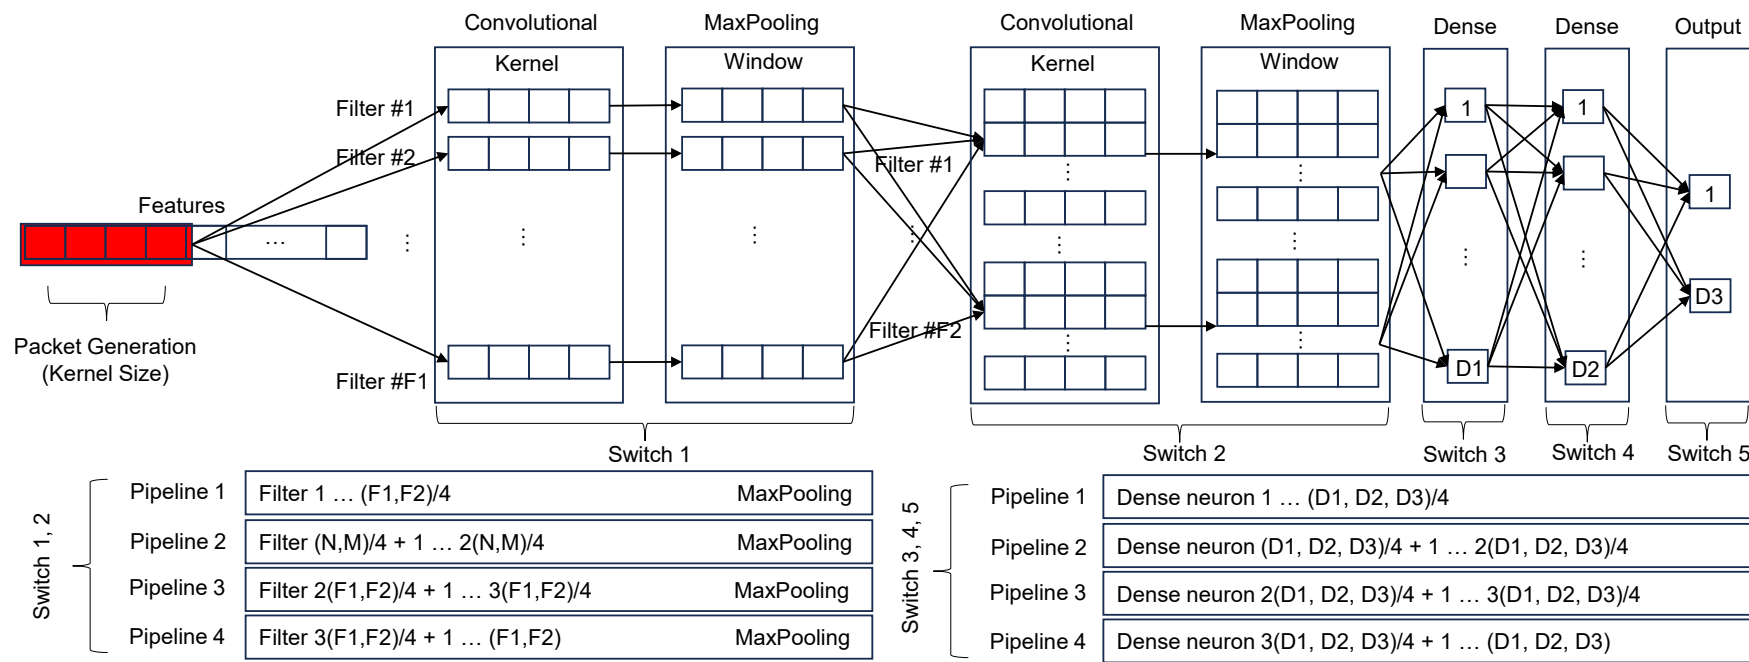 Convolutional
MaxPooling
Convolutional
MaxPooling
Dense
Dense
Output
Kernel
Window
Kernel
Window
Filter #1
Filter #2
Filter #F1
Features
...
Packet Generation
(Kernel Size)
Filter #1
Filter #F2
1
D1
1
D2
1
D3
Switch 1
Switch 2
Switch 3
Switch 4
Switch 5
Switch 1, 2
Pipeline 1 Filter 1 … (F1,F2)/4 MaxPooling
Pipeline 2 Filter (N,M)/4 + 1 … 2(N,M)/4 MaxPooling
Pipeline 3 Filter 2(F1,F2)/4 + 1 … 3(F1,F2)/4 MaxPooling
Pipeline 4 Filter 3(F1,F2)/4 + 1 … (F1,F2) MaxPooling
Switch 3, 4, 5
Pipeline 1 Dense neuron 1 … (D1, D2, D3)/4
Pipeline 2 Dense neuron (D1, D2, D3)/4 + 1 … 2(D1, D2, D3)/4
Pipeline 3 Dense neuron 2(D1, D2, D3)/4 + 1 … 3(D1, D2, D3)/4
Pipeline 4 Dense neuron 3(D1, D2, D3)/4 + 1 … (D1, D2, D3)